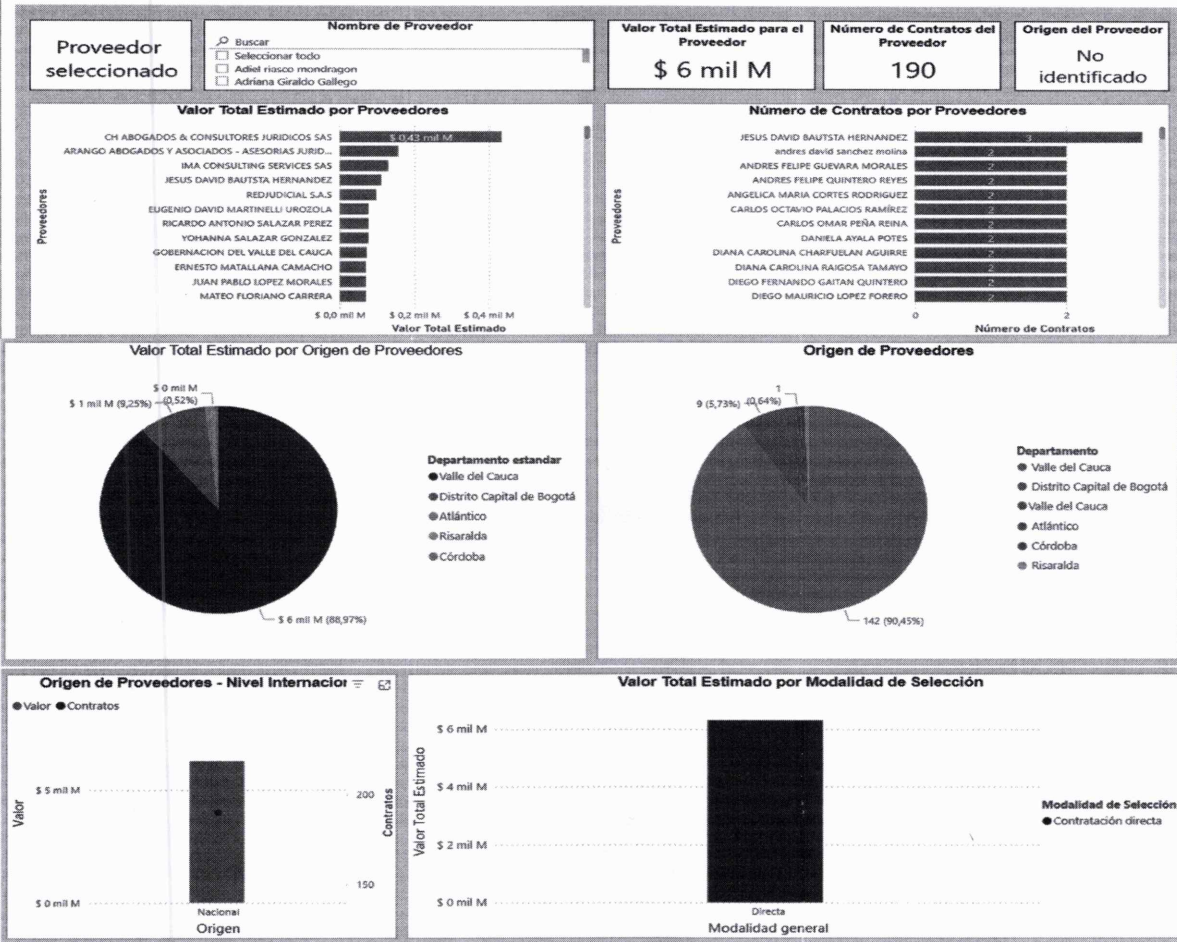 Proveedor
seleccionado
Nombre de Proveedor
Buscar
Seleccionar todo
Adiel riasco mondragon
Adriana Giraldo Gallego
Valor Total Estimado para el
Proveedor
$ 6 mil M
Número de Contratos del
Proveedor
190
Origen del Proveedor
No
identificado
Valor Total Estimado por Proveedores
Proveedores
CH ABOGADOS & CONSULTORES JURIDICOS SAS
$ 0,43 mil M
ARANGO ABOGADOS Y ASOCIADOS - ASESORIAS JURID...
IMA CONSULTING SERVICES SAS
JESUS DAVID BAUTSTA HERNANDEZ
REDJUDICIAL S.A.S
EUGENIO DAVID MARTINELLI UROZOLA
RICARDO ANTONIO SALAZAR PEREZ
YOHANNA SALAZAR GONZALEZ
GOBERNACION DEL VALLE DEL CAUCA
ERNESTO MATALLANA CAMACHO
JUAN PABLO LOPEZ MORALES
MATEO FLORIANO CARRERA
$ 0,0 mil M $ 0,2 mil M $ 0,4 mil M
Valor Total Estimado
Número de Contratos por Proveedores
Proveedores
JESUS DAVID BAUTSTA HERNANDEZ 3
andres david sanchez molina 2
ANDRES FELIPE GUEVARA MORALES 2
ANDRES FELIPE QUINTERO REYES 2
ANGELICA MARIA CORTES RODRIGUEZ 2
CARLOS OCTAVIO PALACIOS RAMÍREZ 2
CARLOS OMAR PEÑA REINA 2
DANIELA AYALA POTES 2
DIANA CAROLINA CHARFUELAN AGUIRRE 2
DIANA CAROLINA RAIGOSA TAMAYO 2
DIEGO FERNANDO GAITAN QUINTERO 2
DIEGO MAURICIO LOPEZ FORERO 2
0 2
Número de Contratos
Valor Total Estimado por Origen de Proveedores
$ 0 mil M
(0,52%)
$ 1 mil M (9,25%)
$ 6 mil M (88,97%)
Departamento estandar
Valle del Cauca
Distrito Capital de Bogotá
Atlántico
Risaralda
Córdoba
Origen de Proveedores
1
(0,64%)
9 (5,73%)
142 (90,45%)
Departamento
Valle del Cauca
Distrito Capital de Bogotá
Valle del Cauca
Atlántico
Córdoba
Risaralda
Origen de Proveedores - Nivel Internacior
Valor Contratos
Valor
$ 5 mil M
$ 0 mil M
200
150
Contratos
Nacional
Origen
Valor Total Estimado por Modalidad de Selección
Valor Total Estimado
$ 6 mil M
$ 4 mil M
$ 2 mil M
$ 0 mil M
Directa
Modalidad general
Modalidad de Selección
Contratación directa